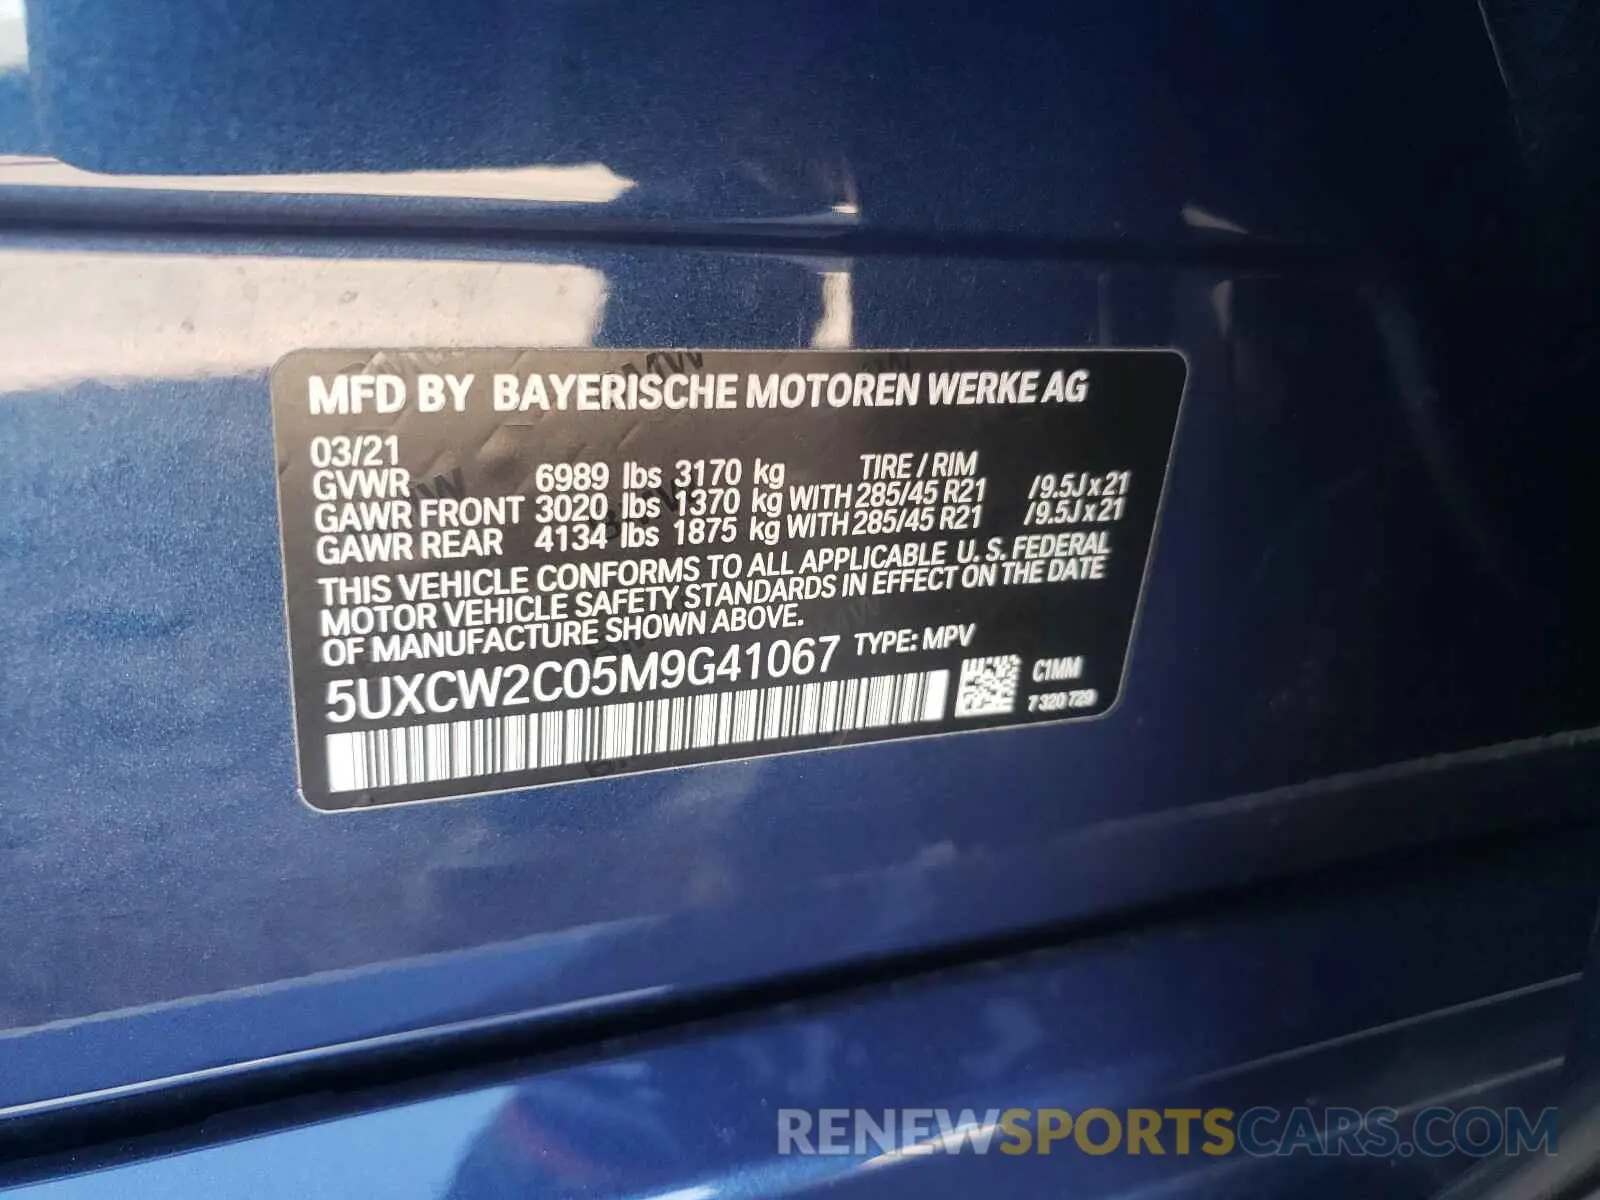 MFD BY BAYERISCHE MOTOREN WERKE AG
03/21
GVWR 6989 lbs 3170 kg TIRE / RIM
GAWR FRONT 3020 lbs 1370 kg WITH 285/45 R21 /9.5J x 21
GAWR REAR 4134 lbs 1875 kg WITH 285/45 R21 /9.5J x 21
THIS VEHICLE CONFORMS TO ALL APPLICABLE U. S. FEDERAL
MOTOR VEHICLE SAFETY STANDARDS IN EFFECT ON THE DATE
OF MANUFACTURE SHOWN ABOVE.
5UXCW2C05M9G41067 TYPE: MPV
C1MM
7 320 729
RENEWSPORTSCARS.COM